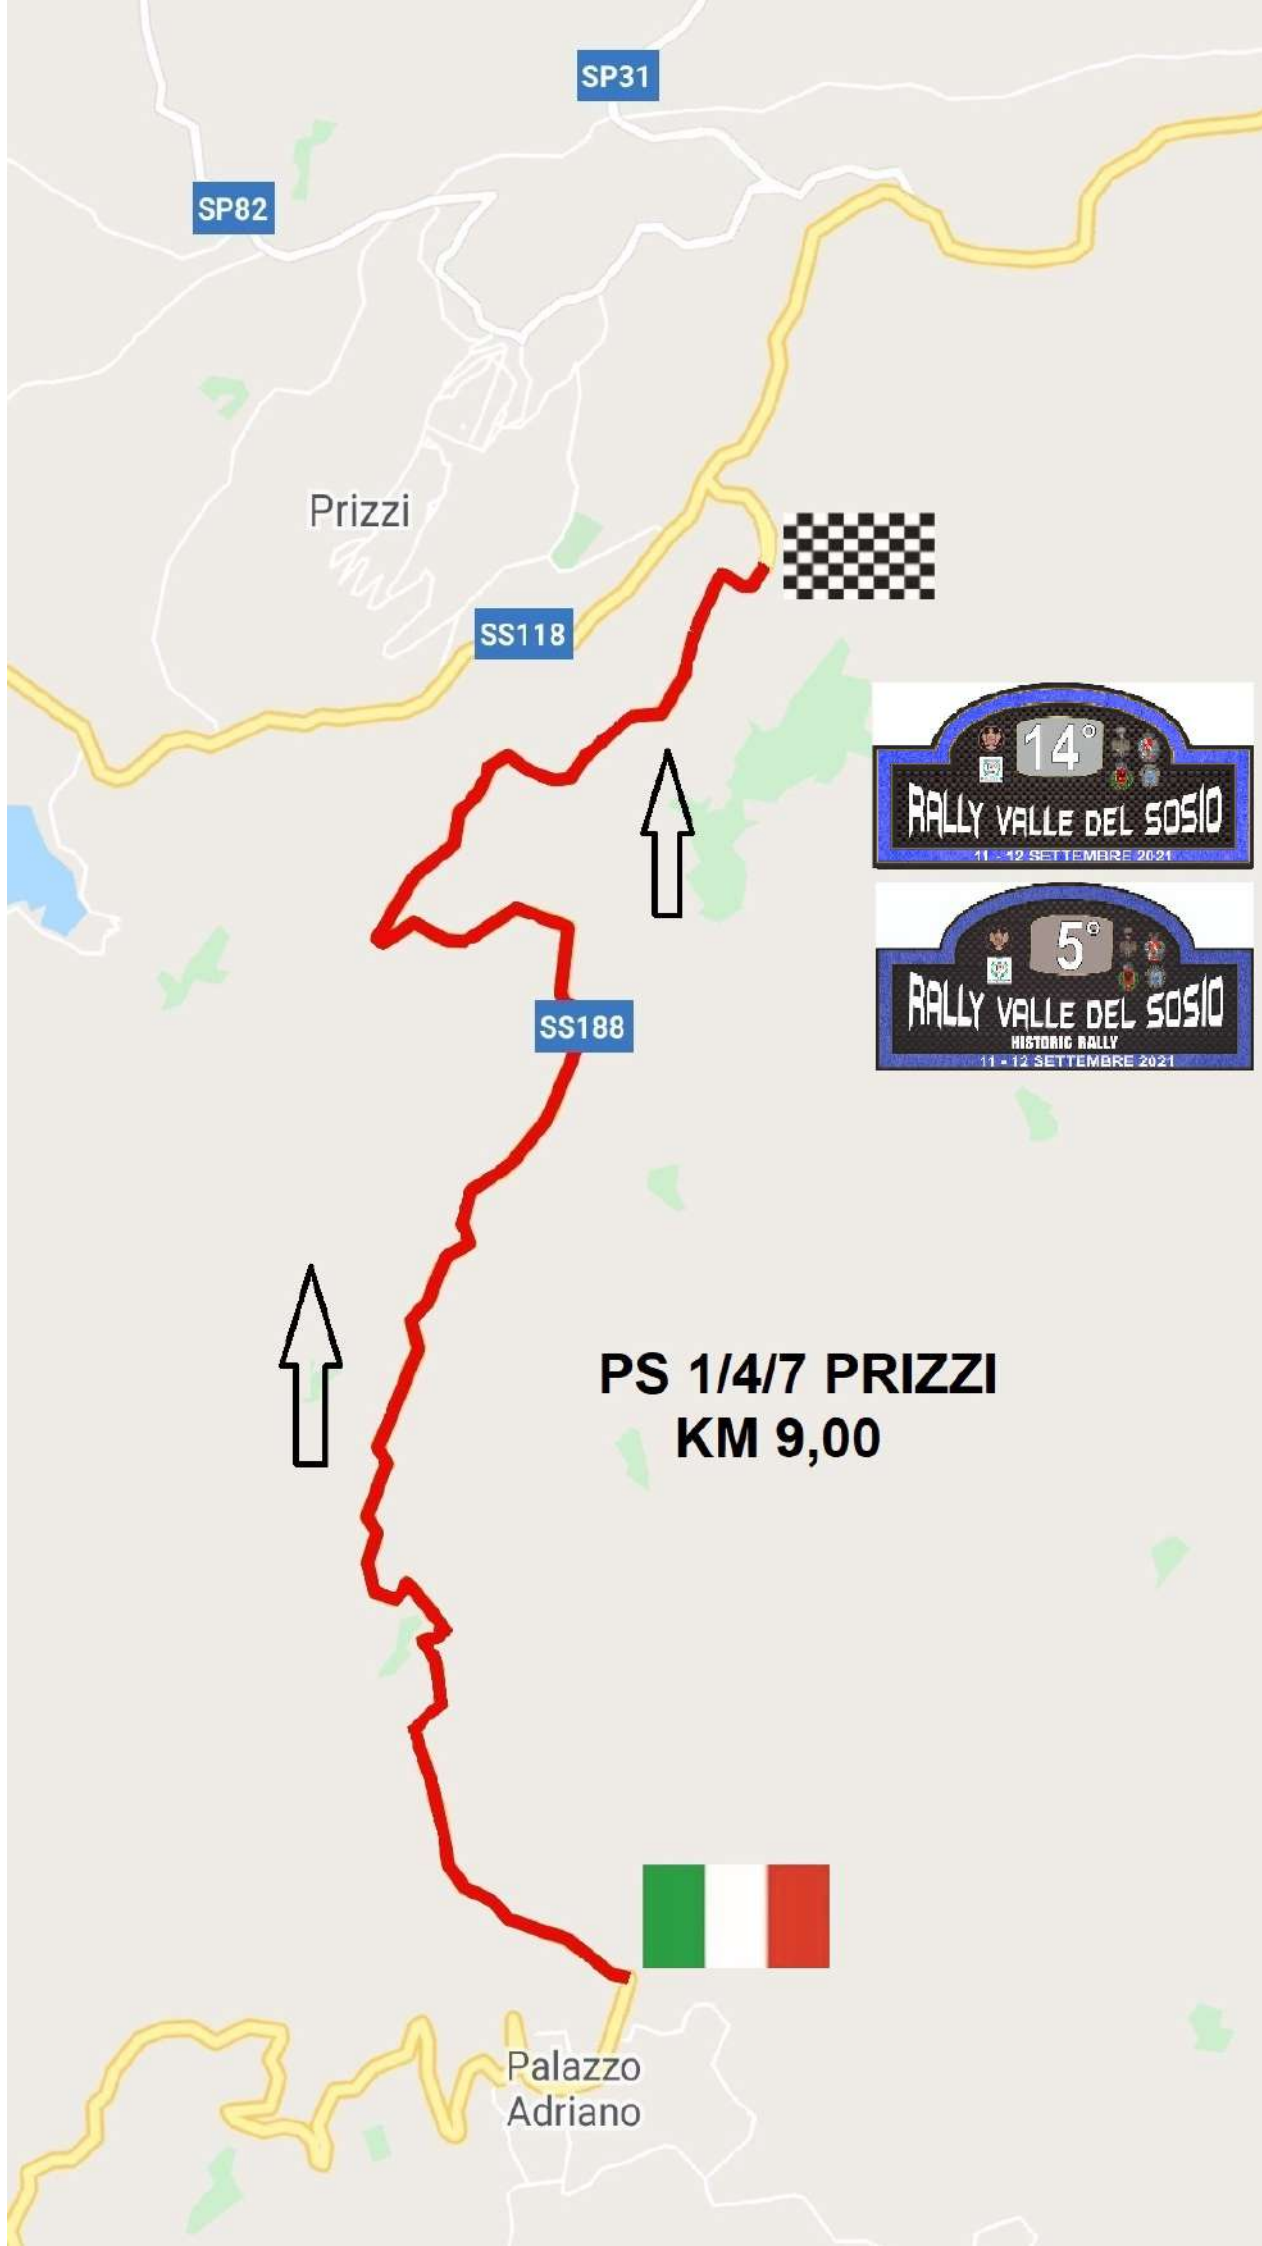 SP31
SP82
Prizzi
SS118
14°
RALLY VALLE DEL SOSIO
11 - 12 SETTEMBRE 2021
5°
RALLY VALLE DEL SOSIO
HISTORIC RALLY
11 - 12 SETTEMBRE 2021
SS188
PS 1/4/7 PRIZZI
KM 9,00
Palazzo
Adriano